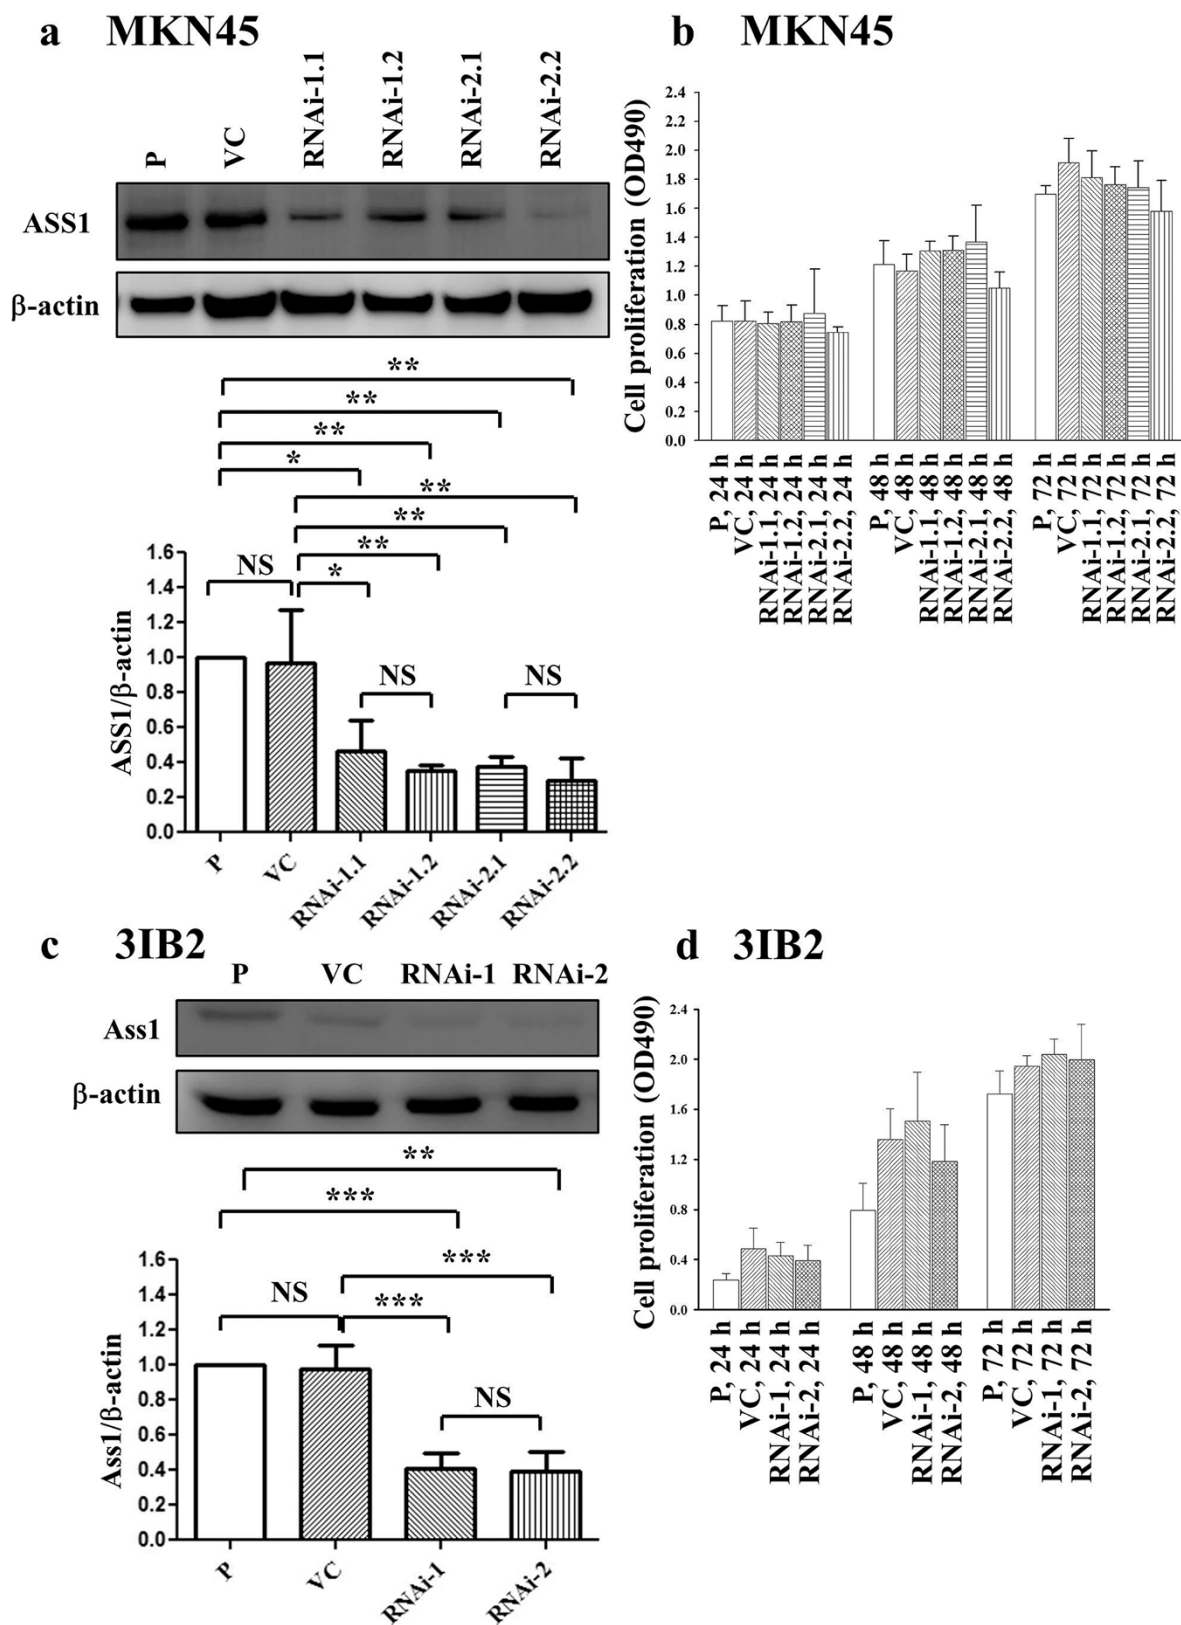 a MKN45
P
VC
RNAi-1.1
RNAi-1.2
RNAi-2.1
RNAi-2.2
ASS1
β-actin
**
**
**
*
**
**
**
*
NS
NS
NS
ASS1/β-actin
1.6
1.4
1.2
1.0
0.8
0.6
0.4
0.2
0.0
P
VC
RNAi-1.1
RNAi-1.2
RNAi-2.1
RNAi-2.2
b MKN45
Cell proliferation (OD490)
2.4
2.2
2.0
1.8
1.6
1.4
1.2
1.0
0.8
0.6
0.4
0.2
0.0
P, 24 h
VC, 24 h
RNAi-1.1, 24 h
RNAi-1.2, 24 h
RNAi-2.1, 24 h
RNAi-2.2, 24 h
P, 48 h
VC, 48 h
RNAi-1.1, 48 h
RNAi-1.2, 48 h
RNAi-2.1, 48 h
RNAi-2.2, 48 h
P, 72 h
VC, 72 h
RNAi-1.1, 72 h
RNAi-1.2, 72 h
RNAi-2.1, 72 h
RNAi-2.2, 72 h
c 3IB2
P VC RNAi-1 RNAi-2
Ass1
β-actin
**
***
***
***
NS
NS
Ass1/β-actin
1.6
1.4
1.2
1.0
0.8
0.6
0.4
0.2
0.0
P
VC
RNAi-1
RNAi-2
d 3IB2
Cell proliferation (OD490)
2.4
2.0
1.6
1.2
0.8
0.4
0.0
P, 24 h
VC, 24 h
RNAi-1, 24 h
RNAi-2, 24 h
P, 48 h
VC, 48 h
RNAi-1, 48 h
RNAi-2, 48 h
P, 72 h
VC, 72 h
RNAi-1, 72 h
RNAi-2, 72 h